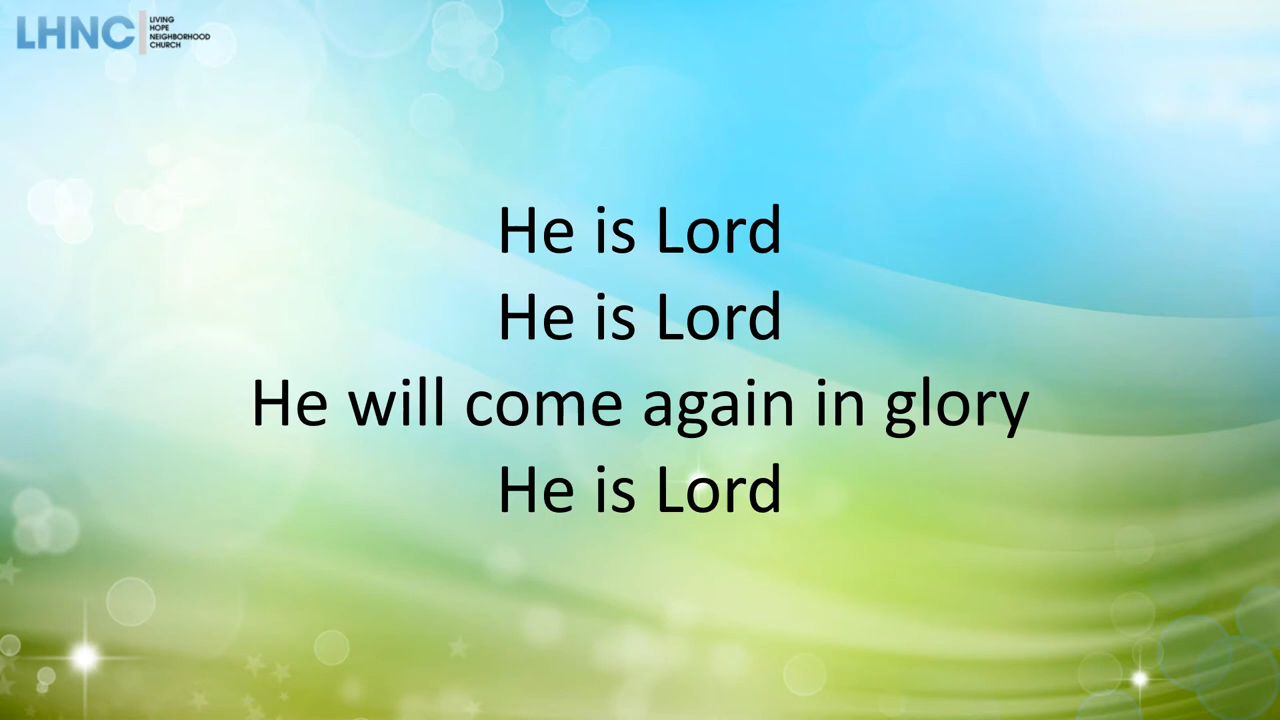 LHNC
LIVING
HOPE
NEIGHBORHOOD
CHURCH
He is Lord
He is Lord
He will come again in glory
He is Lord